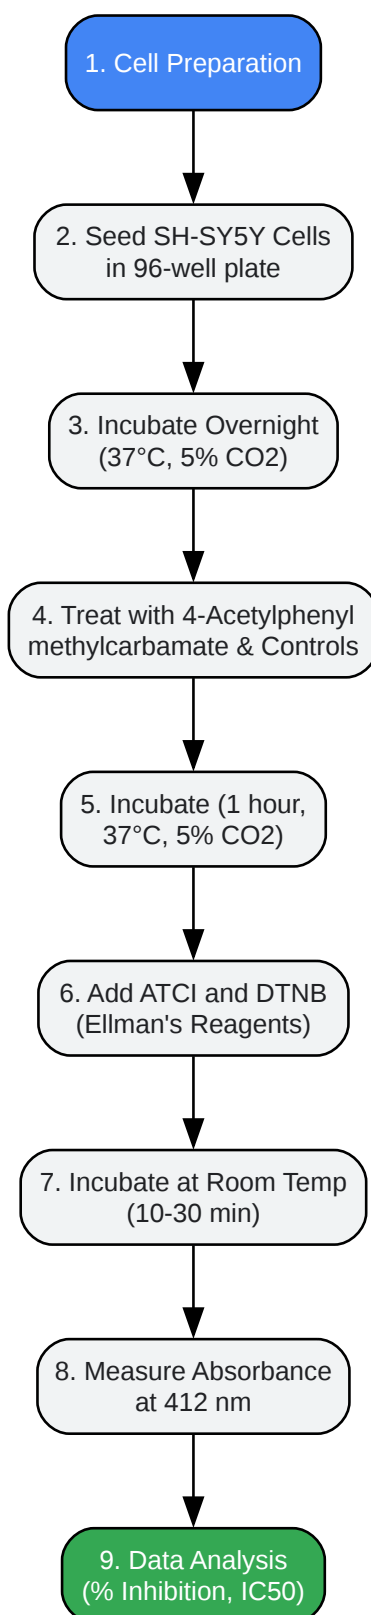 1. Cell Preparation
2. Seed SH-SY5Y Cells
in 96-well plate
3. Incubate Overnight
(37°C, 5% CO2)
4. Treat with 4-Acetylphenyl
methylcarbamate & Controls
5. Incubate (1 hour,
37°C, 5% CO2)
6. Add ATCI and DTNB
(Ellman's Reagents)
7. Incubate at Room Temp
(10-30 min)
8. Measure Absorbance
at 412 nm
9. Data Analysis
(% Inhibition, IC50)